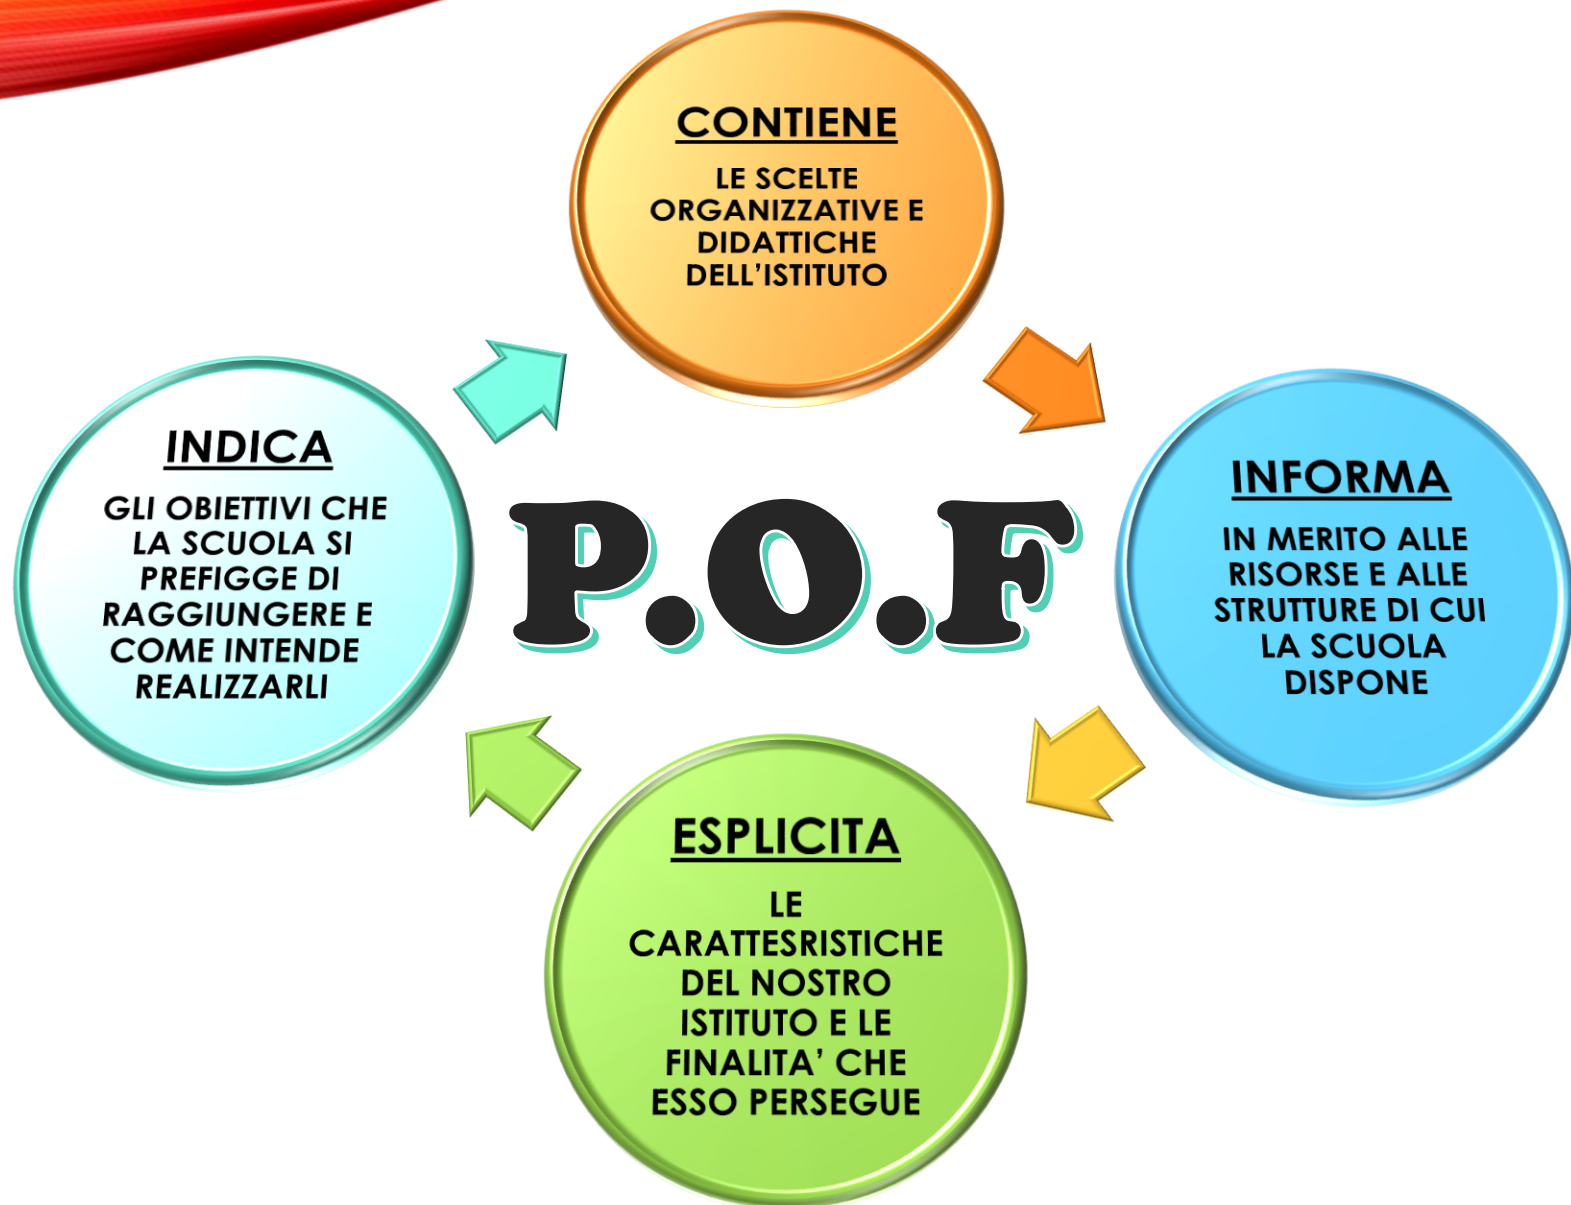 CONTIENE
LE SCELTE
ORGANIZZATIVE E
DIDATTICHE
DELL’ISTITUTO
INFORMA
IN MERITO ALLE
RISORSE E ALLE
STRUTTURE DI CUI
LA SCUOLA
DISPONE
ESPLICITA
LE
CARATTESRISTICHE
DEL NOSTRO
ISTITUTO E LE
FINALITA’ CHE
ESSO PERSEGUE
INDICA
GLI OBIETTIVI CHE
LA SCUOLA SI
PREFIGGE DI
RAGGIUNGERE E
COME INTENDE
REALIZZARLI
P.O.F